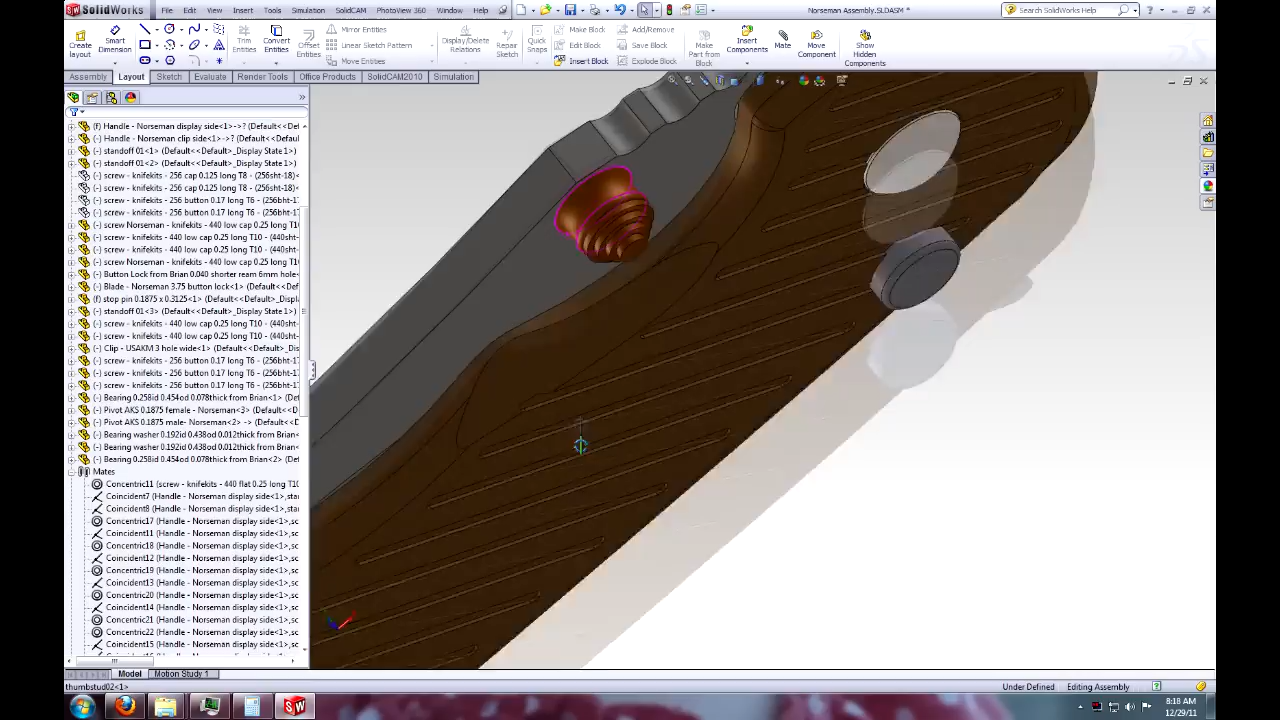 SolidWorks File Edit View Insert Tools Simulation SolidCAM PhotoView 360 Window Help Norseman Assembly.SLDASM * Search SolidWorks Help
Create layout
Smart Dimension
Trim Entities
Convert Entities
Offset Entities
Mirror Entities
Linear Sketch Pattern
Move Entities
Display/Delete Relations
Repair Sketch
Quick Snaps
Make Block
Edit Block
Insert Block
Add/Remove
Save Block
Explode Block
Make Part from Block
Insert Components
Mate
Move Component
Show Hidden Components
Assembly Layout Sketch Evaluate Render Tools Office Products SolidCAM2010 Simulation
(f) Handle - Norseman display side<1>->? (Default<<Def
(-) Handle - Norseman clip side<1>->? (Default<<Default
(-) standoff 01<1> (Default<<Default>_Display State 1>)
(-) standoff 01<2> (Default<<Default>_Display State 1>)
(-) screw - knifekits - 256 cap 0.125 long T8 - (256sht-18)<
(-) screw - knifekits - 256 cap 0.125 long T8 - (256sht-18)<
(-) screw - knifekits - 256 button 0.17 long T6 - (256bht-1
(-) screw - knifekits - 256 button 0.17 long T6 - (256bht-1
(-) screw Norseman - knifekits - 440 low cap 0.25 long T10
(-) screw - knifekits - 440 low cap 0.25 long T10 - (440sht
(-) screw - knifekits - 440 low cap 0.25 long T10 - (440sht
(-) screw Norseman - knifekits - 440 low cap 0.25 long T10
(-) Button Lock from Brian 0.040 shorter ream 6mm hole<
(-) Blade - Norseman 3.75 button lock<1> (Default<<Def
(f) stop pin 0.1875 x 0.3125<1> (Default<<Default>_Displ
(-) standoff 01<3> (Default<<Default>_Display State 1>)
(-) screw - knifekits - 440 low cap 0.25 long T10 - (440sht
(-) screw - knifekits - 440 low cap 0.25 long T10 - (440sht
(-) Clip - USAKM 3 hole wide<1> (Default<<Default>_Dis
(-) screw - knifekits - 256 button 0.17 long T6 - (256bht-17
(-) screw - knifekits - 256 button 0.17 long T6 - (256bht-17
(-) screw - knifekits - 256 button 0.17 long T6 - (256bht-17
(-) Bearing 0.258id 0.454od 0.078thick from Brian<1> (Def
(-) Pivot AKS 0.1875 female - Norseman<3> (Default<<D
(-) Pivot AKS 0.1875 male- Norseman<2> -> (Default<<D
(-) Bearing washer 0.192id 0.438od 0.012thick from Brian<
(-) Bearing washer 0.192id 0.438od 0.012thick from Brian<
(-) Bearing 0.258id 0.454od 0.078thick from Brian<2> (Def
Mates
Concentric11 (screw - knifekits - 440 flat 0.25 long T10
Coincident7 (Handle - Norseman display side<1>,sta
Coincident8 (Handle - Norseman display side<1>,sta
Concentric17 (Handle - Norseman display side<1>,sc
Coincident11 (Handle - Norseman display side<1>,sc
Concentric18 (Handle - Norseman display side<1>,sc
Coincident12 (Handle - Norseman display side<1>,sc
Concentric19 (Handle - Norseman display side<1>,sc
Coincident13 (Handle - Norseman display side<1>,sc
Concentric20 (Handle - Norseman display side<1>,sc
Coincident14 (Handle - Norseman display side<1>,sc
Concentric21 (Handle - Norseman display side<1>,sc
Concentric22 (Handle - Norseman display side<1>,sc
Coincident15 (Handle - Norseman display side<1>,sc
Model Motion Study 1
thumbstud02<1> Under Defined Editing Assembly
8:18 AM
12/29/11